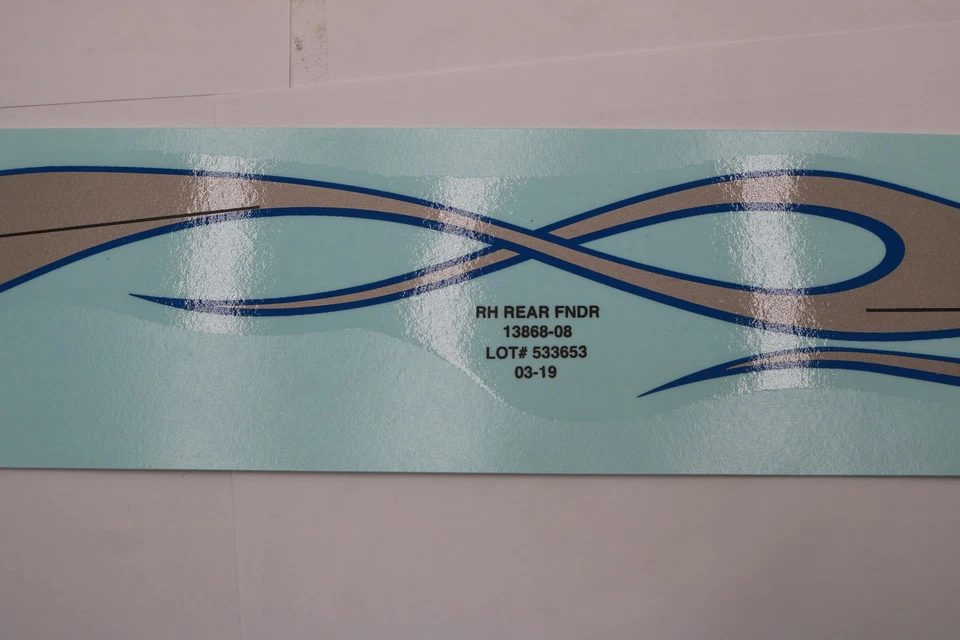 RH REAR FNDR
13868-08
LOT# 533653
03-19